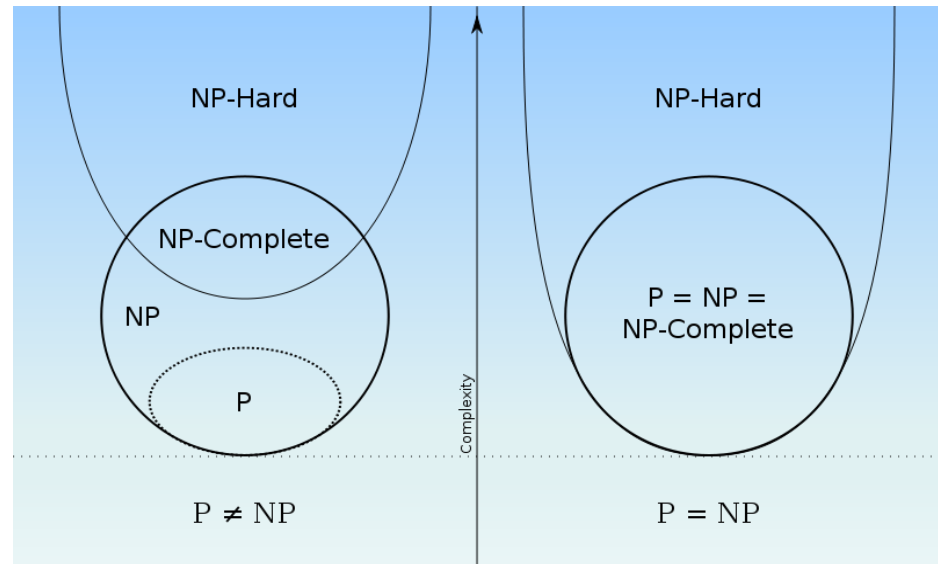 NP-Hard
NP-Complete
NP
P
P ≠ NP
Complexity
NP-Hard
P = NP =
NP-Complete
P = NP